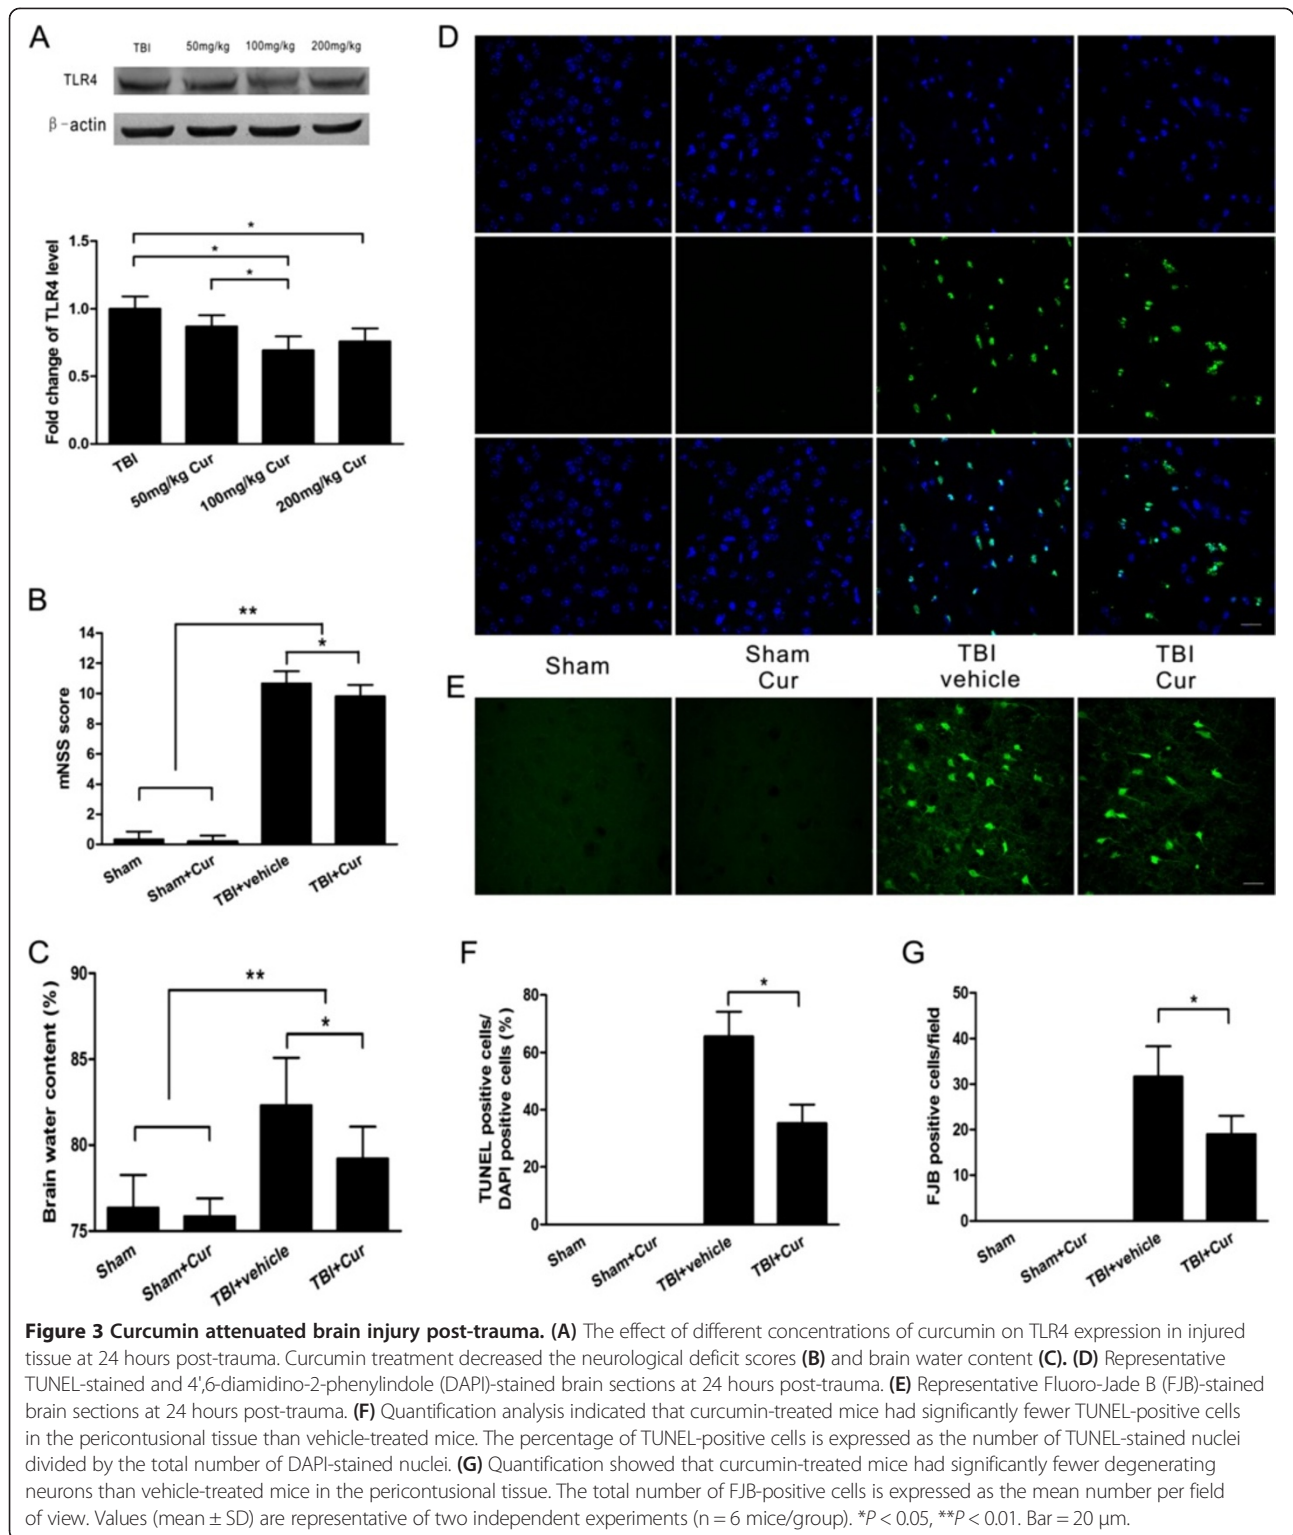 A
TBI 50mg/kg 100mg/kg 200mg/kg
TLR4
β-actin
Fold change of TLR4 level
1.5
1.0
0.5
0.0
*
*
*
TBI
50mg/kg Cur
100mg/kg Cur
200mg/kg Cur
B
mNSS score
14
12
10
8
6
4
2
0
**
*
Sham
Sham+Cur
TBI+vehicle
TBI+Cur
C
Brain water content (%)
90
85
80
75
**
*
Sham
Sham+Cur
TBI+vehicle
TBI+Cur
D
Sham
Sham
Cur
TBI
vehicle
TBI
Cur
E
F
TUNEL positive cells/
DAPI positive cells (%)
80
60
40
20
0
*
Sham
Sham+Cur
TBI+vehicle
TBI+Cur
G
FJB positive cells/field
50
40
30
20
10
0
*
Sham
Sham+Cur
TBI+vehicle
TBI+Cur
Figure 3 Curcumin attenuated brain injury post-trauma. (A) The effect of different concentrations of curcumin on TLR4 expression in injured
tissue at 24 hours post-trauma. Curcumin treatment decreased the neurological deficit scores (B) and brain water content (C). (D) Representative
TUNEL-stained and 4',6-diamidino-2-phenylindole (DAPI)-stained brain sections at 24 hours post-trauma. (E) Representative Fluoro-Jade B (FJB)-stained
brain sections at 24 hours post-trauma. (F) Quantification analysis indicated that curcumin-treated mice had significantly fewer TUNEL-positive cells
in the pericontusional tissue than vehicle-treated mice. The percentage of TUNEL-positive cells is expressed as the number of TUNEL-stained nuclei
divided by the total number of DAPI-stained nuclei. (G) Quantification showed that curcumin-treated mice had significantly fewer degenerating
neurons than vehicle-treated mice in the pericontusional tissue. The total number of FJB-positive cells is expressed as the mean number per field
of view. Values (mean ± SD) are representative of two independent experiments (n = 6 mice/group). *P < 0.05, **P < 0.01. Bar = 20 μm.